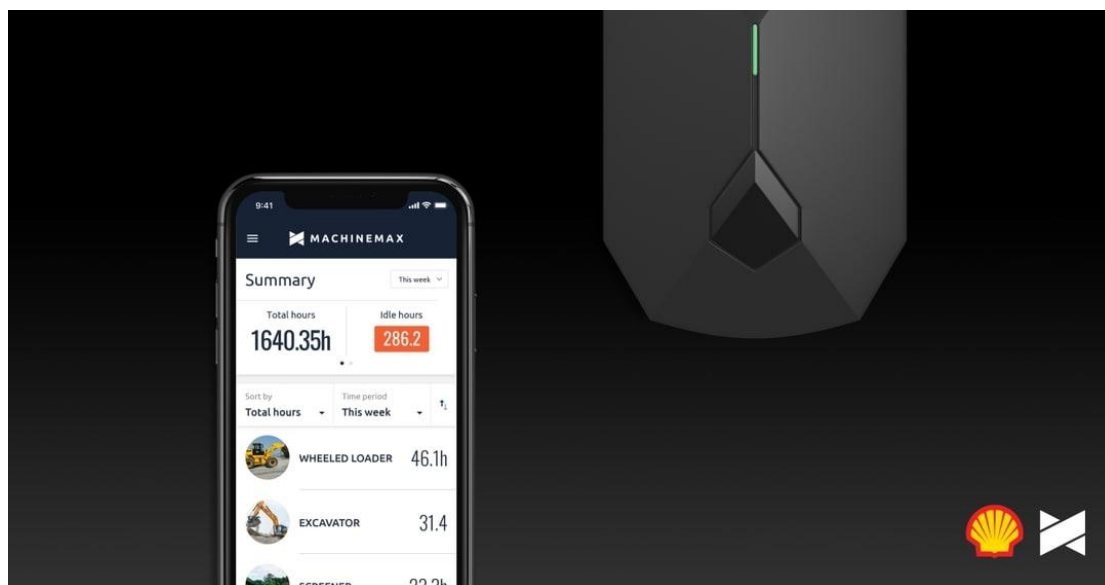 9:41
MACHINEMAX
Summary
This week
Total hours
Idle hours
1640.35h
286.2
Sort by
Time period
Total hours
This week
WHEELED LOADER
46.1h
EXCAVATOR
31.4
SCREENER